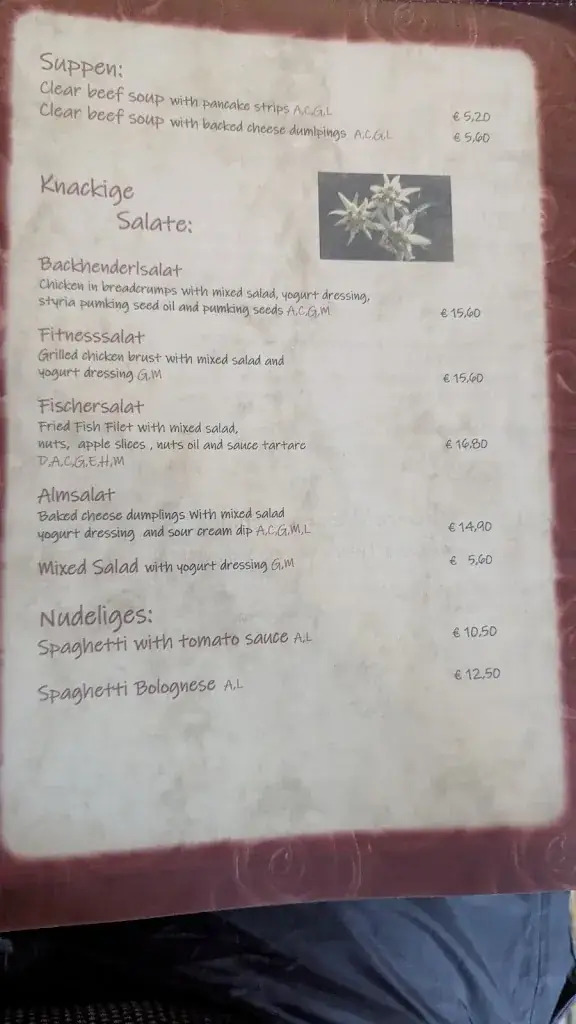 Suppen:
Clear beef soup with pancake strips A,C,G,L € 5,20
Clear beef soup with backed cheese dumlpings A,C,G,L € 5,60
Knackige
Salate:
Backhenderlsalat
Chicken in breadcrumps with mixed salad, yogurt dressing,
styria pumking seed oil and pumking seeds A,C,G,M € 15,60
Fitnesssalat
Grilled chicken brust with mixed salad and
yogurt dressing G,M € 15,60
Fischersalat
Fried Fish Filet with mixed salad,
nuts, apple slices , nuts oil and sauce tartare € 16,80
D,A,C,G,E,H,M
Almsalat
Baked cheese dumplings with mixed salad
yogurt dressing and sour cream dip A,C,G,M,L € 14,90
Mixed Salad with yogurt dressing G,M € 5,60
Nudeliges:
Spaghetti with tomato sauce A,L € 10,50
Spaghetti Bolognese A,L € 12,50